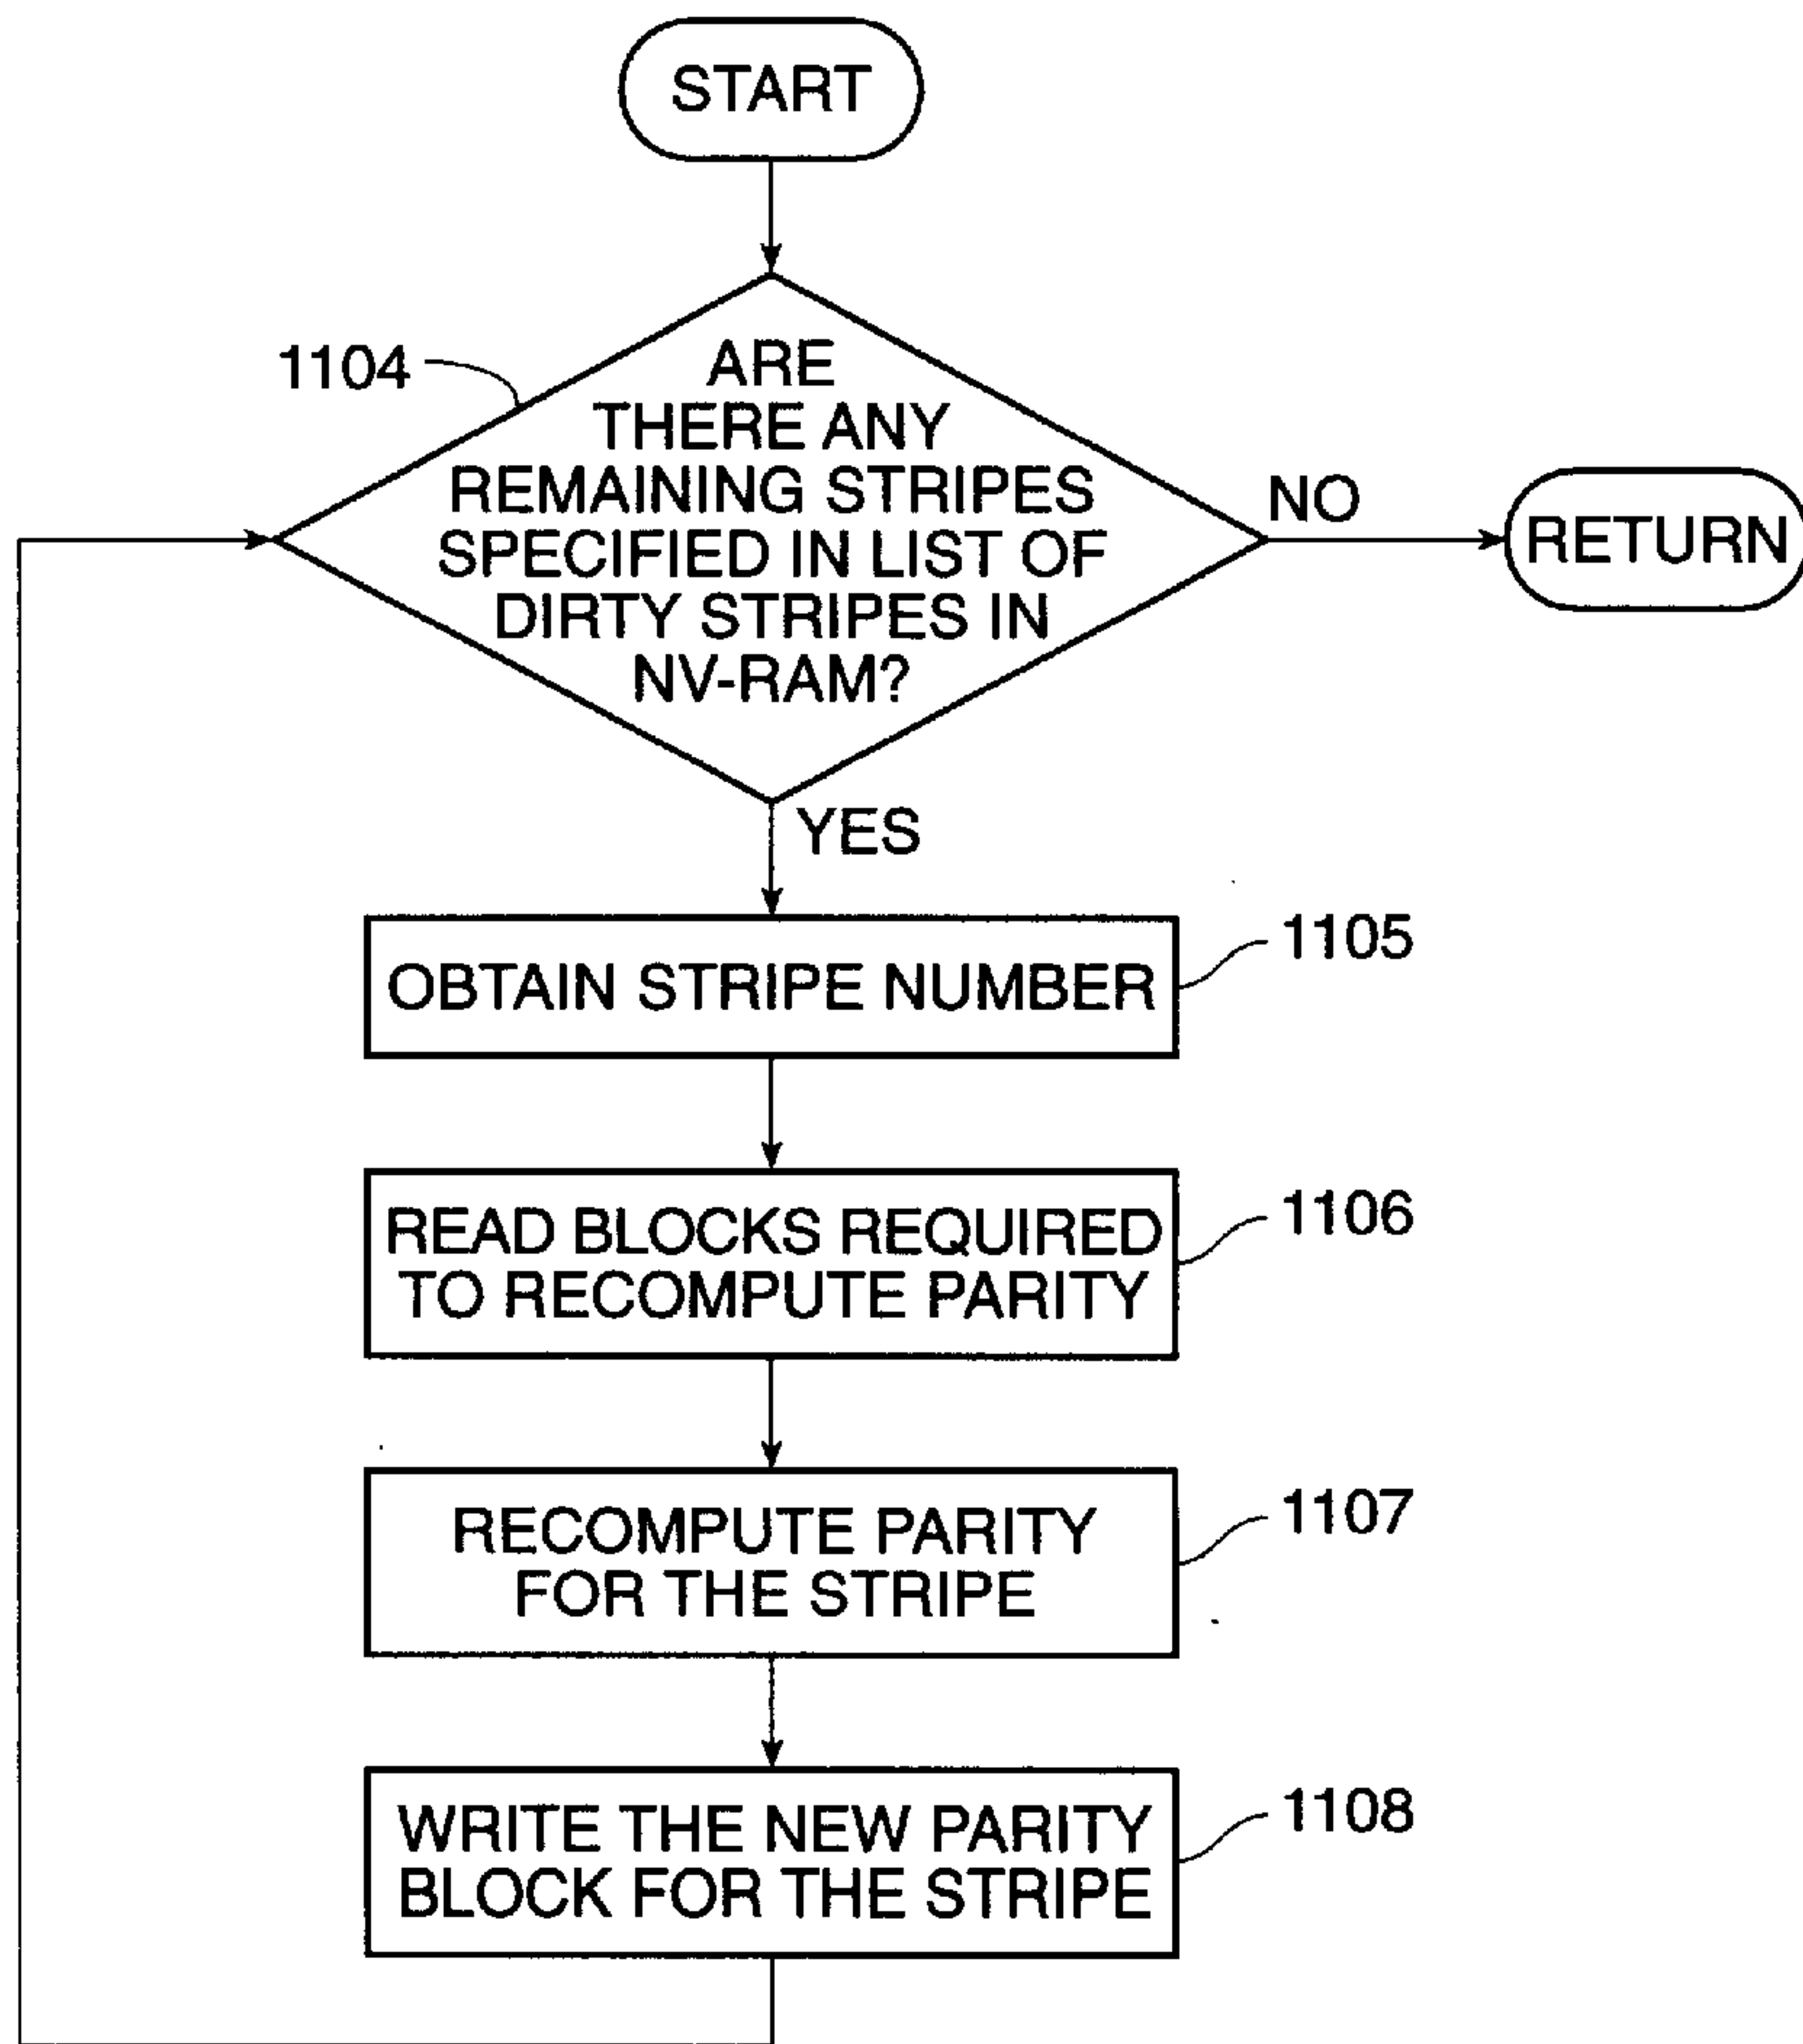 START
1104
ARE
THERE ANY
REMAINING STRIPES
SPECIFIED IN LIST OF
DIRTY STRIPES IN
NV-RAM?
NO
RETURN
YES
OBTAIN STRIPE NUMBER
1105
READ BLOCKS REQUIRED
TO RECOMPUTE PARITY
1106
RECOMPUTE PARITY
FOR THE STRIPE
1107
WRITE THE NEW PARITY
BLOCK FOR THE STRIPE
1108